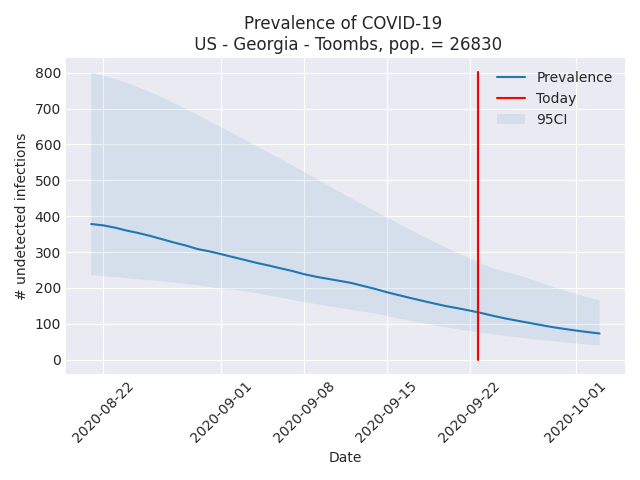 Prevalence of COVID-19
US - Georgia - Toombs, pop. = 26830
Prevalence
Today
95CI
# undetected infections
800
700
600
500
400
300
200
100
0
2020-08-22
2020-09-01
2020-09-08
2020-09-15
2020-09-22
2020-10-01
Date